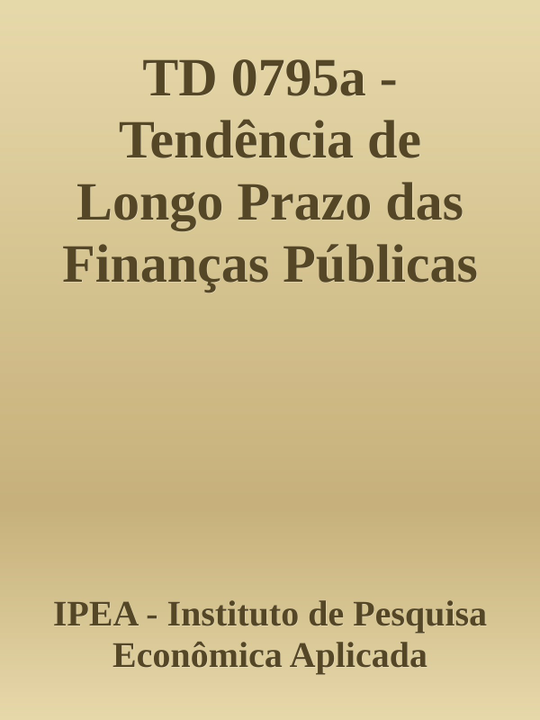 TD 0795a -
Tendência de
Longo Prazo das
Finanças Públicas
IPEA - Instituto de Pesquisa
Econômica Aplicada